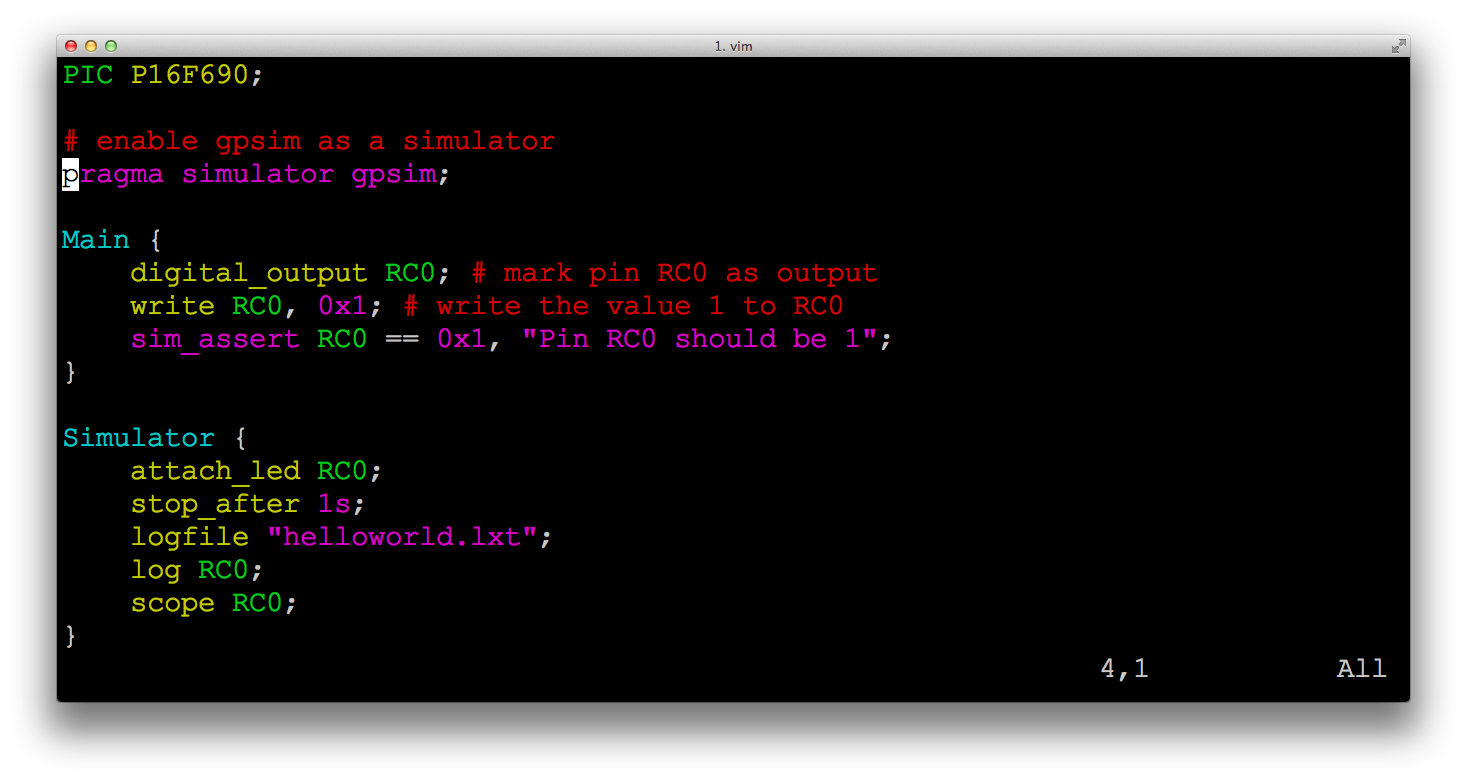 1. vim
PIC P16F690;
# enable gpsim as a simulator
pragma simulator gpsim;
Main {
    digital_output RC0; # mark pin RC0 as output
    write RC0, 0x1; # write the value 1 to RC0
    sim_assert RC0 == 0x1, "Pin RC0 should be 1";
}
Simulator {
    attach_led RC0;
    stop_after 1s;
    logfile "helloworld.lxt";
    log RC0;
    scope RC0;
}
4,1 All